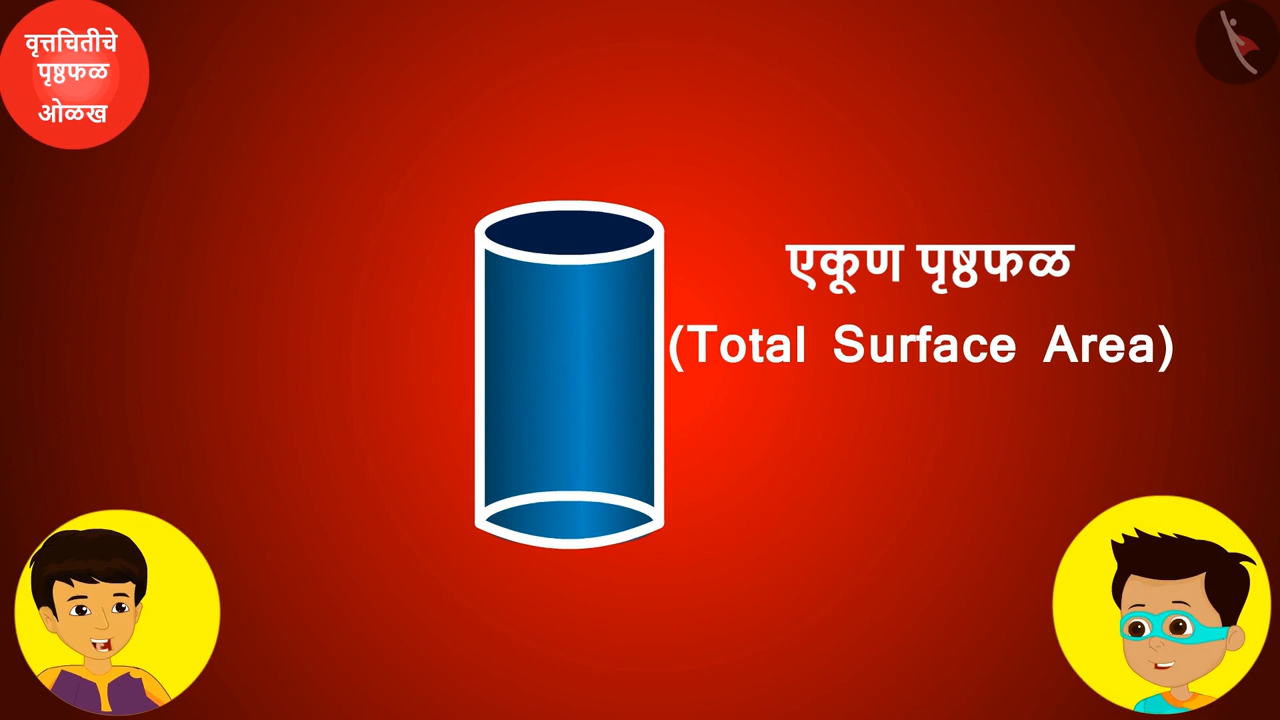 वृत्तचितीचे
पृष्ठफळ
ओळख
एकूण पृष्ठफळ
(Total Surface Area)